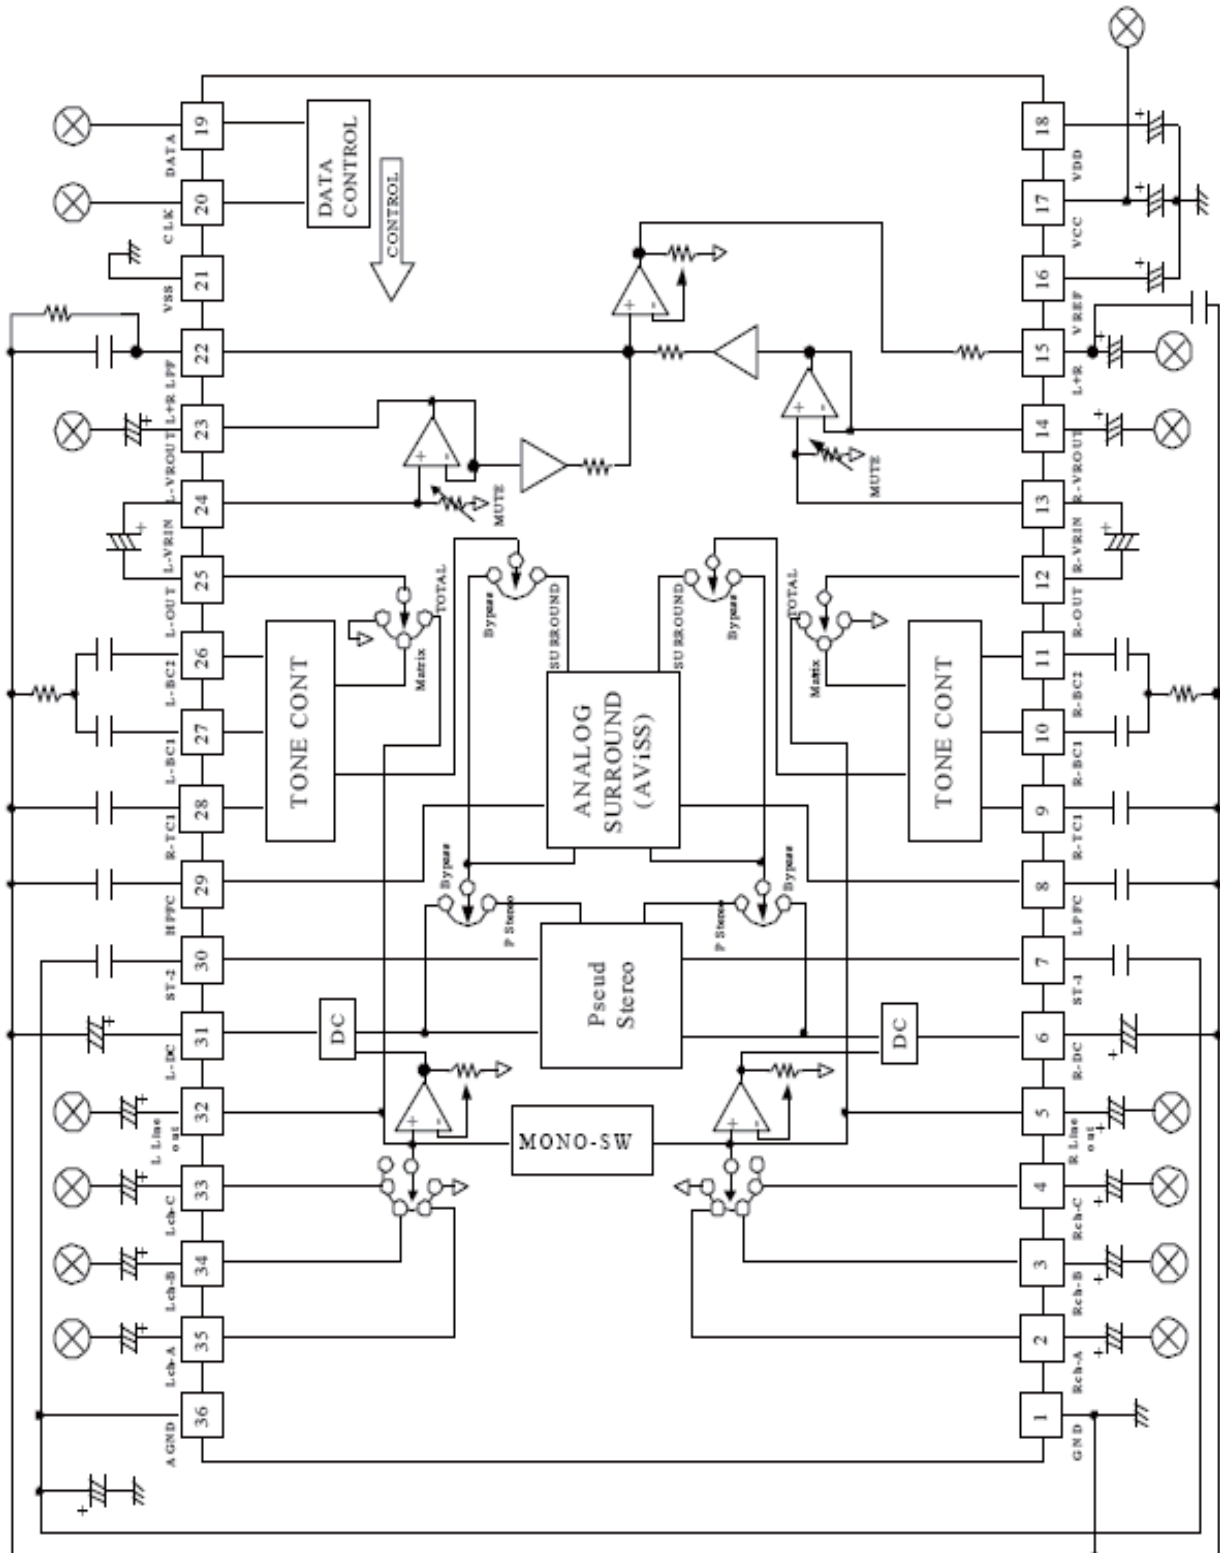 19
DATA
20
CLK
21
VSS
22
L+R LPF
23
L-VROUT
24
L-VRIN
25
L-OUT
26
L-BC2
27
L-BC1
28
R-TC1
29
HPFC
30
ST-2
31
L-DC
32
L Line
out
33
Lch-C
34
Lch-B
35
Lch-A
36
AGND
DATA
CONTROL
CONTROL
+
-
MUTE
+
-
+
-
MUTE
TOTAL
Matrix
Bypass
SURROUND
SURROUND
Bypass
TOTAL
Matrix
TONE CONT
ANALOG
SURROUND
(AViSS)
TONE CONT
Bypass
P Stereo
P Stereo
Bypass
Pseud
Stereo
DC
DC
+
-
+
-
MONO-SW
18
VDD
17
VCC
16
VREF
15
L+R
14
R-VROUT
13
R-VRIN
12
R-OUT
11
R-BC2
10
R-BC1
9
R-TC1
8
LPFC
7
ST-1
6
R-DC
5
R Line
out
4
Rch-C
3
Rch-B
2
Rch-A
1
GND